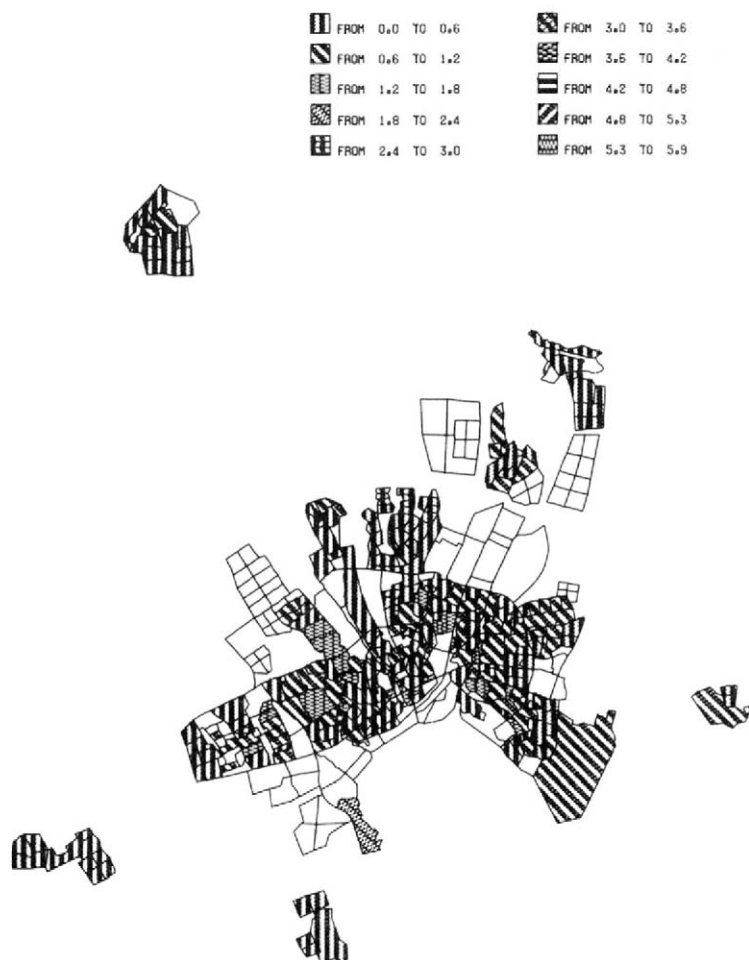 FROM 0.0 TO 0.6
FROM 0.6 TO 1.2
FROM 1.2 TO 1.8
FROM 1.8 TO 2.4
FROM 2.4 TO 3.0
FROM 3.0 TO 3.6
FROM 3.6 TO 4.2
FROM 4.2 TO 4.8
FROM 4.8 TO 5.3
FROM 5.3 TO 5.9